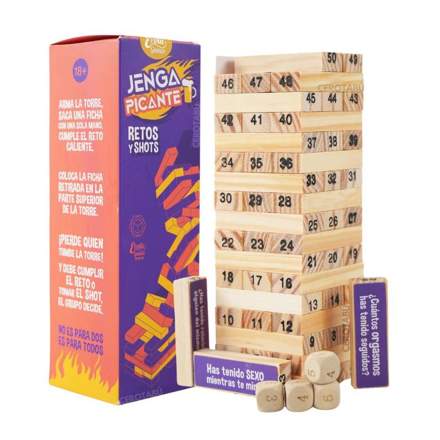 18+
ARMA LA TORRE,
SACA UNA FICHA
CON UNA SOLA MANO,
CUMPLE EL RETO
CALIENTE.
COLOCA LA FICHA
RETIRADA EN LA
PARTE SUPERIOR
DE LA TORRE.
¡PIERDE QUIEN
TUMBE LA TORRE!
Y DEBE CUMPLIR
EL RETO O
TOMAR EL SHOT,
EL GRUPO DECIDE.
NO ES PARA DOS
ES PARA TODOS
JENGA
PICANTE
RETOS
Y SHOTS
CEROTABU
50 49
46 47 48
45 44 43
42 41 40
37 38 39
34 35 36
33 32 31
30 29 28
25 26 27
22 23 24
21 20 19
18 17 16
13 14
10 11 12
9 8
Has tenido SEXO
mientras te
¿Cuántos orgasmos
has tenido seguidos?